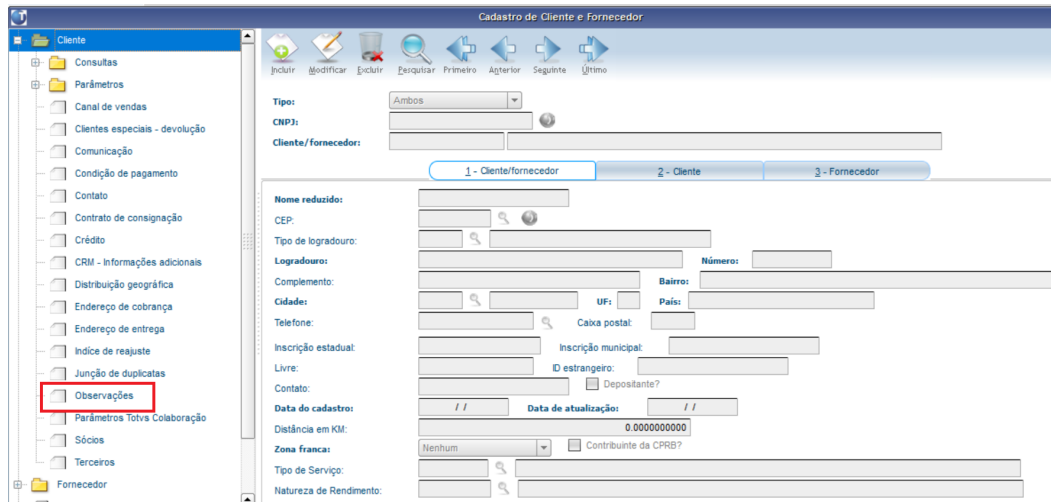 Cadastro de Cliente e Fornecedor
Cliente
Consultas
Parâmetros
Canal de vendas
Clientes especiais - devolução
Comunicação
Condição de pagamento
Contato
Contrato de consignação
Crédito
CRM - Informações adicionais
Distribuição geográfica
Endereço de cobrança
Endereço de entrega
Indíce de reajuste
Junção de duplicatas
Observações
Parâmetros Totvs Colaboração
Sócios
Terceiros
Fornecedor
Incluir Modificar Excluir Pesquisar Primeiro Anterior Seguinte Último
Tipo: Ambos
CNPJ:
Cliente/fornecedor:
1 - Cliente/fornecedor 2 - Cliente 3 - Fornecedor
Nome reduzido:
CEP:
Tipo de logradouro:
Logradouro: Número:
Complemento: Bairro:
Cidade: UF: País:
Telefone: Caixa postal:
Inscrição estadual: Inscrição municipal:
Livre: ID estrangeiro:
Contato: Depositante?
Data do cadastro: / / Data de atualização: / /
Distância em KM: 0.0000000000
Zona franca: Nenhum Contribuinte da CPRB?
Tipo de Serviço:
Natureza de Rendimento: